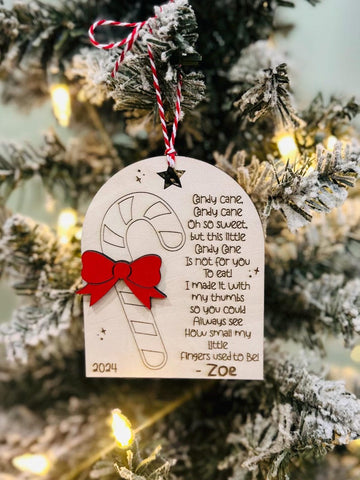 Candy cane,
Candy cane
Oh so sweet,
but this little
Candy Cane
Is not for you
To eat!
I made it with
my thumbs
so you could
Always see
How small my
little
fingers used to be!
- Zoe
2024